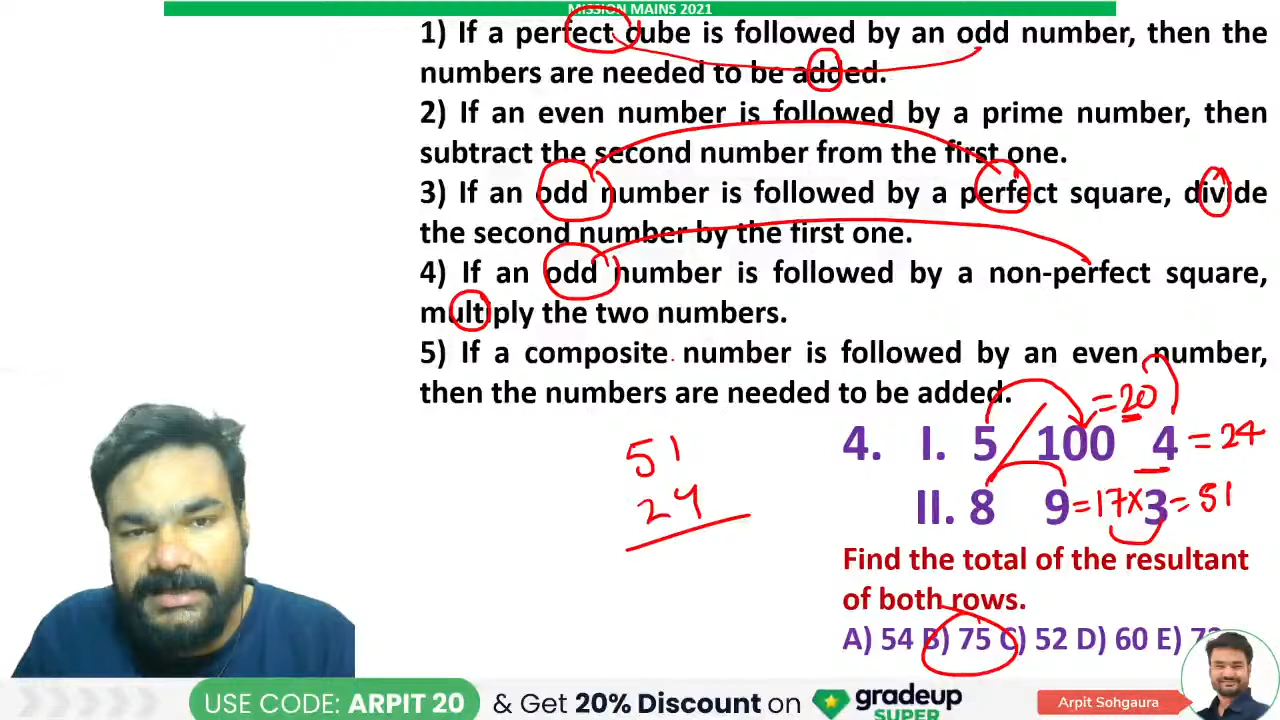 MISSION MAINS 2021
1) If a perfect cube is followed by an odd number, then the
numbers are needed to be added.
2) If an even number is followed by a prime number, then
subtract the second number from the first one.
3) If an odd number is followed by a perfect square, divide
the second number by the first one.
4) If an odd number is followed by a non-perfect square,
multiply the two numbers.
5) If a composite number is followed by an even number,
then the numbers are needed to be added.
= 20
4. I. 5 100 4 = 24
51
24
II. 8 9 = 17 x 3 = 51
Find the total of the resultant
of both rows.
A) 54 B) 75 C) 52 D) 60 E)
USE CODE: ARPIT 20 & Get 20% Discount on gradeup
SUPER
Arpit Sohgaura